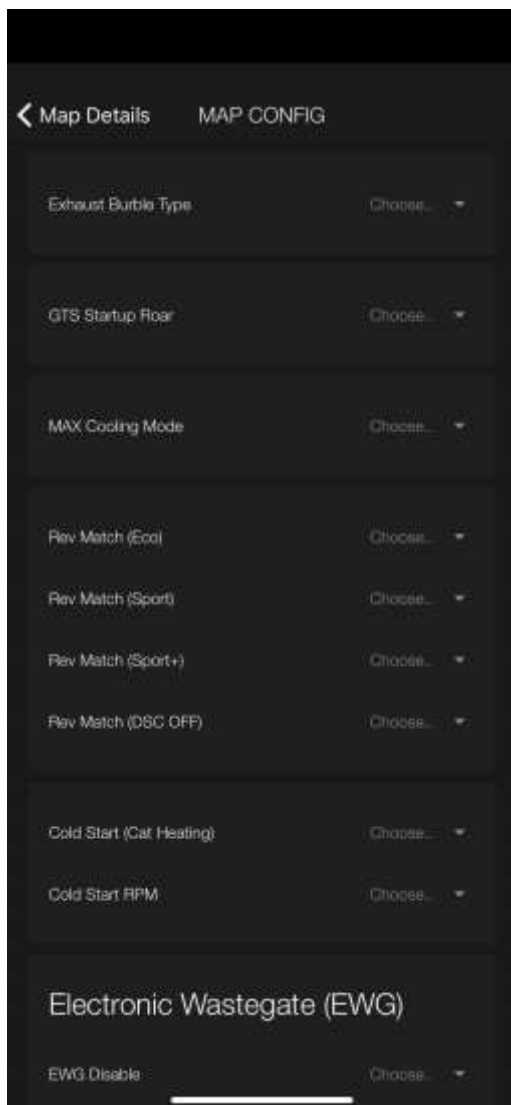 Map Details MAP CONFIG
Exhaust Burble Type Choose...
GTS Startup Roar Choose...
MAX Cooling Mode Choose...
Rev Match (Eco) Choose...
Rev Match (Sport) Choose...
Rev Match (Sport+) Choose...
Rev Match (DSC OFF) Choose...
Cold Start (Cat Heating) Choose...
Cold Start RPM Choose...
Electronic Wastegate (EWG)
EWG Disable Choose...